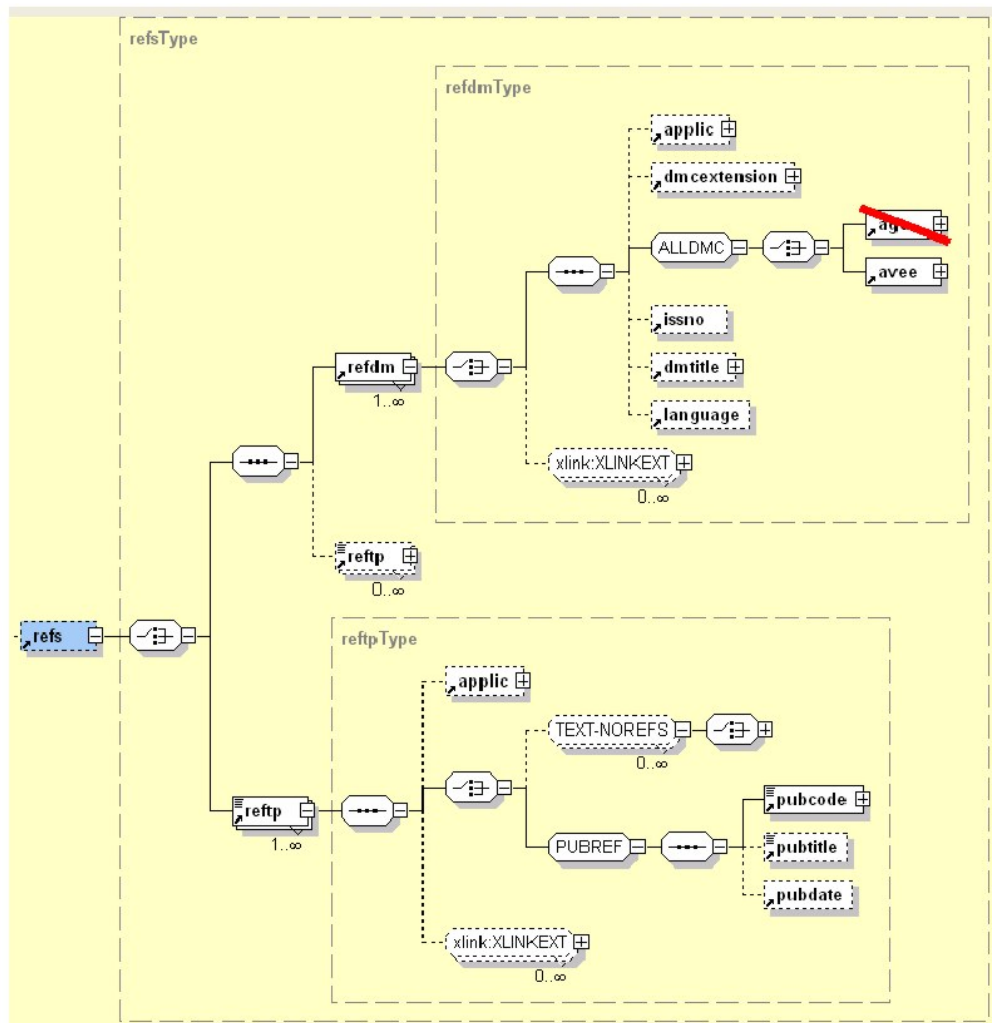 refsType
refdmType
applic
dmcextension
ALLDMC
avee
issno
dmtitle
language
refdm
1..∞
xlink:XLINKEXT
0..∞
reftp
0..∞
refs
reftpType
applic
TEXT-NOREFS
0..∞
pubcode
PUBREF
pubtitle
pubdate
reftp
1..∞
xlink:XLINKEXT
0..∞